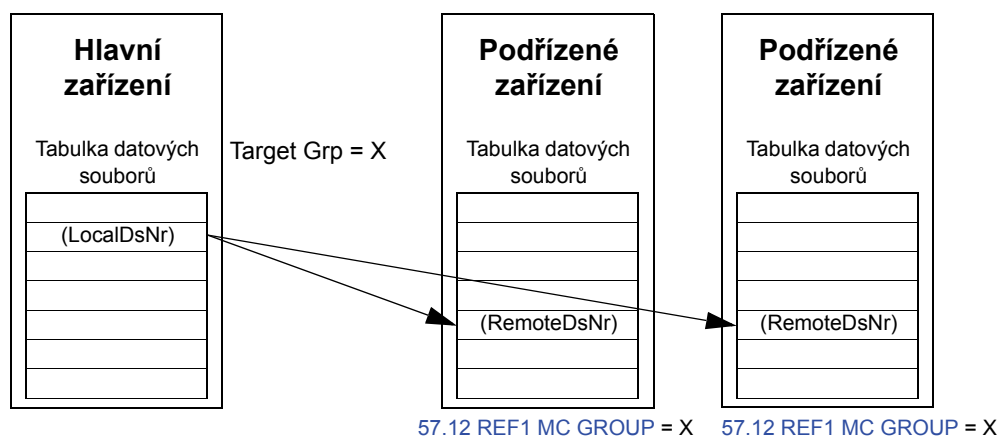 Hlavní
zařízení
Tabulka datových
souborů
(LocalDsNr)
Target Grp = X
Podřízené
zařízení
Tabulka datových
souborů
(RemoteDsNr)
57.12 REF1 MC GROUP = X
Podřízené
zařízení
Tabulka datových
souborů
(RemoteDsNr)
57.12 REF1 MC GROUP = X